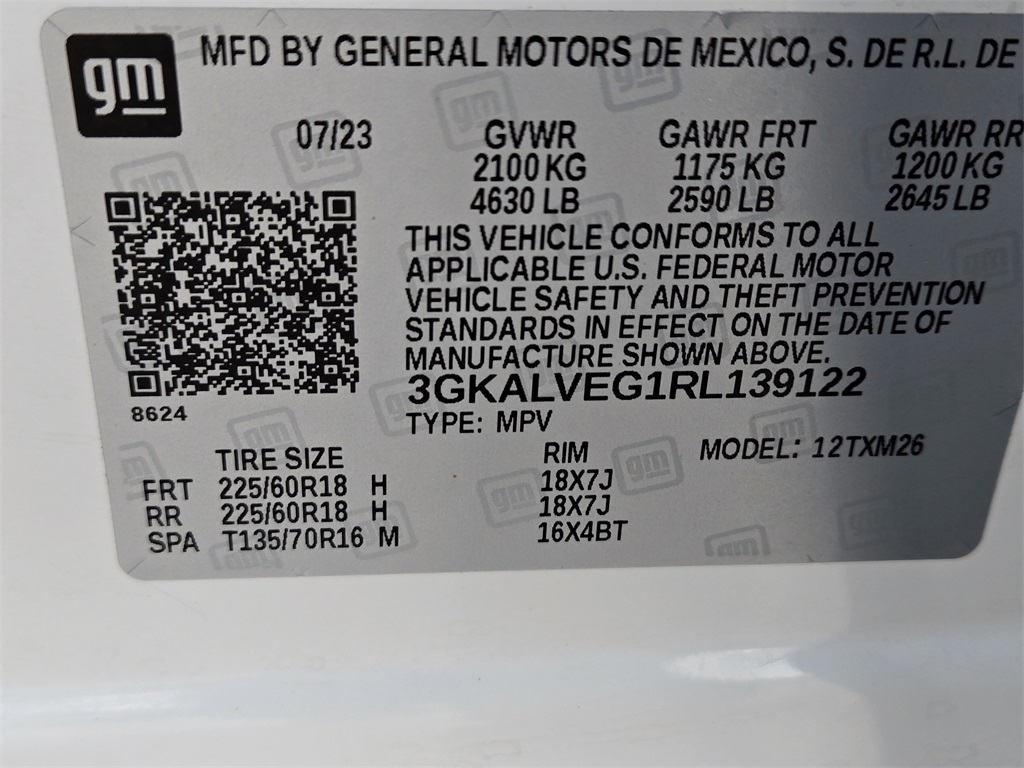 gm
MFD BY GENERAL MOTORS DE MEXICO, S. DE R.L. DE
07/23 GVWR GAWR FRT GAWR RR
2100 KG 1175 KG 1200 KG
4630 LB 2590 LB 2645 LB
THIS VEHICLE CONFORMS TO ALL
APPLICABLE U.S. FEDERAL MOTOR
VEHICLE SAFETY AND THEFT PREVENTION
STANDARDS IN EFFECT ON THE DATE OF
MANUFACTURE SHOWN ABOVE.
3GKALVEG1RL139122
8624
TYPE: MPV
TIRE SIZE RIM MODEL: 12TXM26
FRT 225/60R18 H 18X7J
RR 225/60R18 H 18X7J
SPA T135/70R16 M 16X4BT